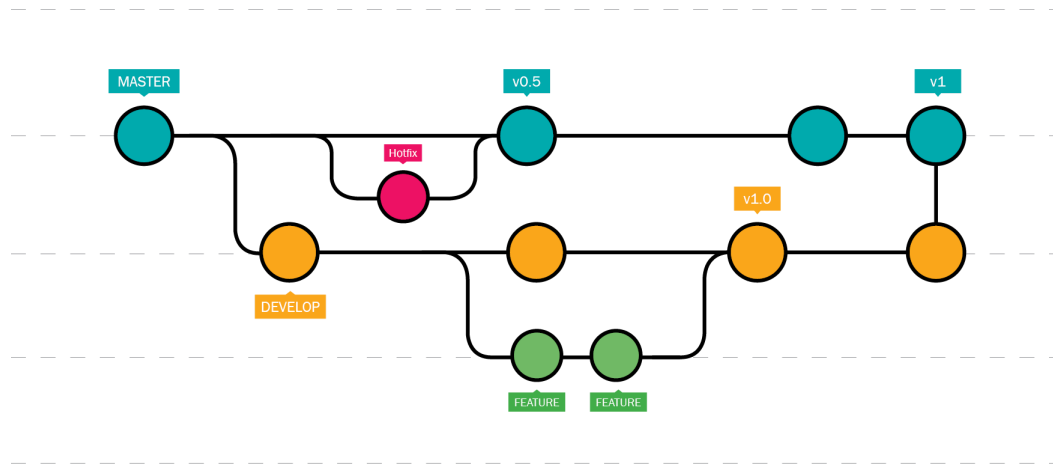 MASTER
v0.5
v1
Hotfix
v1.0
DEVELOP
FEATURE
FEATURE